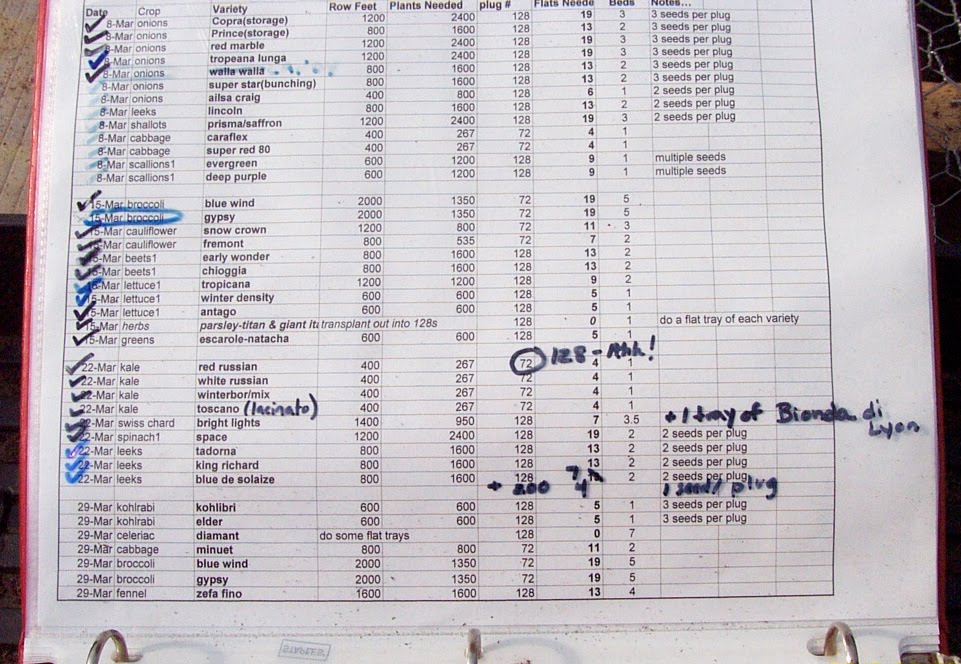 Date Crop Variety Row Feet Plants Needed plug # Flats Neede Beds Notes...
8-Mar onions Copra(storage) 1200 2400 128 19 3 3 seeds per plug
8-Mar onions Prince(storage) 800 1600 128 13 2 3 seeds per plug
8-Mar onions red marble 1200 2400 128 19 3 3 seeds per plug
8-Mar onions tropeana lunga 1200 2400 128 19 3 3 seeds per plug
8-Mar onions walla walla 800 1600 128 13 2 3 seeds per plug
8-Mar onions super star(bunching) 800 1600 128 13 2 3 seeds per plug
8-Mar onions ailsa craig 400 800 128 6 1 2 seeds per plug
8-Mar leeks lincoln 800 1600 128 13 2 2 seeds per plug
8-Mar shallots prisma/saffron 1200 2400 128 19 3 2 seeds per plug
8-Mar cabbage caraflex 400 267 72 4 1
8-Mar cabbage super red 80 400 267 72 4 1
8-Mar scallions1 evergreen 600 1200 128 9 1 multiple seeds
8-Mar scallions1 deep purple 600 1200 128 9 1 multiple seeds
15-Mar broccoli blue wind 2000 1350 72 19 5
15-Mar broccoli gypsy 2000 1350 72 19 5
15-Mar cauliflower snow crown 1200 800 72 11 3
15-Mar cauliflower fremont 800 535 72 7 2
15-Mar beets1 early wonder 800 1600 128 13 2
15-Mar beets1 chioggia 800 1600 128 13 2
15-Mar lettuce1 tropicana 1200 1200 128 9 2
15-Mar lettuce1 winter density 600 600 128 5 1
15-Mar lettuce1 antago 600 600 128 5 1
15-Mar herbs parsley-titan & giant it transplant out into 128s 128 0 1 do a flat tray of each variety
15-Mar greens escarole-natacha 600 600 128 5 1
22-Mar kale red russian 400 267 72 128 - Ahh! 4 1
22-Mar kale white russian 400 267 72 4 1
22-Mar kale winterbor/mix 400 267 72 4 1
22-Mar kale toscano (lacinato) 400 267 72 4 1
22-Mar swiss chard bright lights 1400 950 128 7 3.5 + 1 tray of Bionda di Lyon
22-Mar spinach1 space 1200 2400 128 19 2 2 seeds per plug
22-Mar leeks tadorna 800 1600 128 13 2 2 seeds per plug
22-Mar leeks king richard 800 1600 128 13 2 2 seeds per plug
22-Mar leeks blue de solaize 800 1600 128 2 2 seeds per plug
+ 200 7 4 1 seed/plug
29-Mar kohlrabi kohlibri 600 600 128 5 1 3 seeds per plug
29-Mar kohlrabi elder 600 600 128 5 1 3 seeds per plug
29-Mar celeriac diamant do some flat trays 128 0 7
29-Mar cabbage minuet 800 800 72 11 2
29-Mar broccoli blue wind 2000 1350 72 19 5
29-Mar broccoli gypsy 2000 1350 72 19 5
29-Mar fennel zefa fino 1600 1600 128 13 4
STAPLES